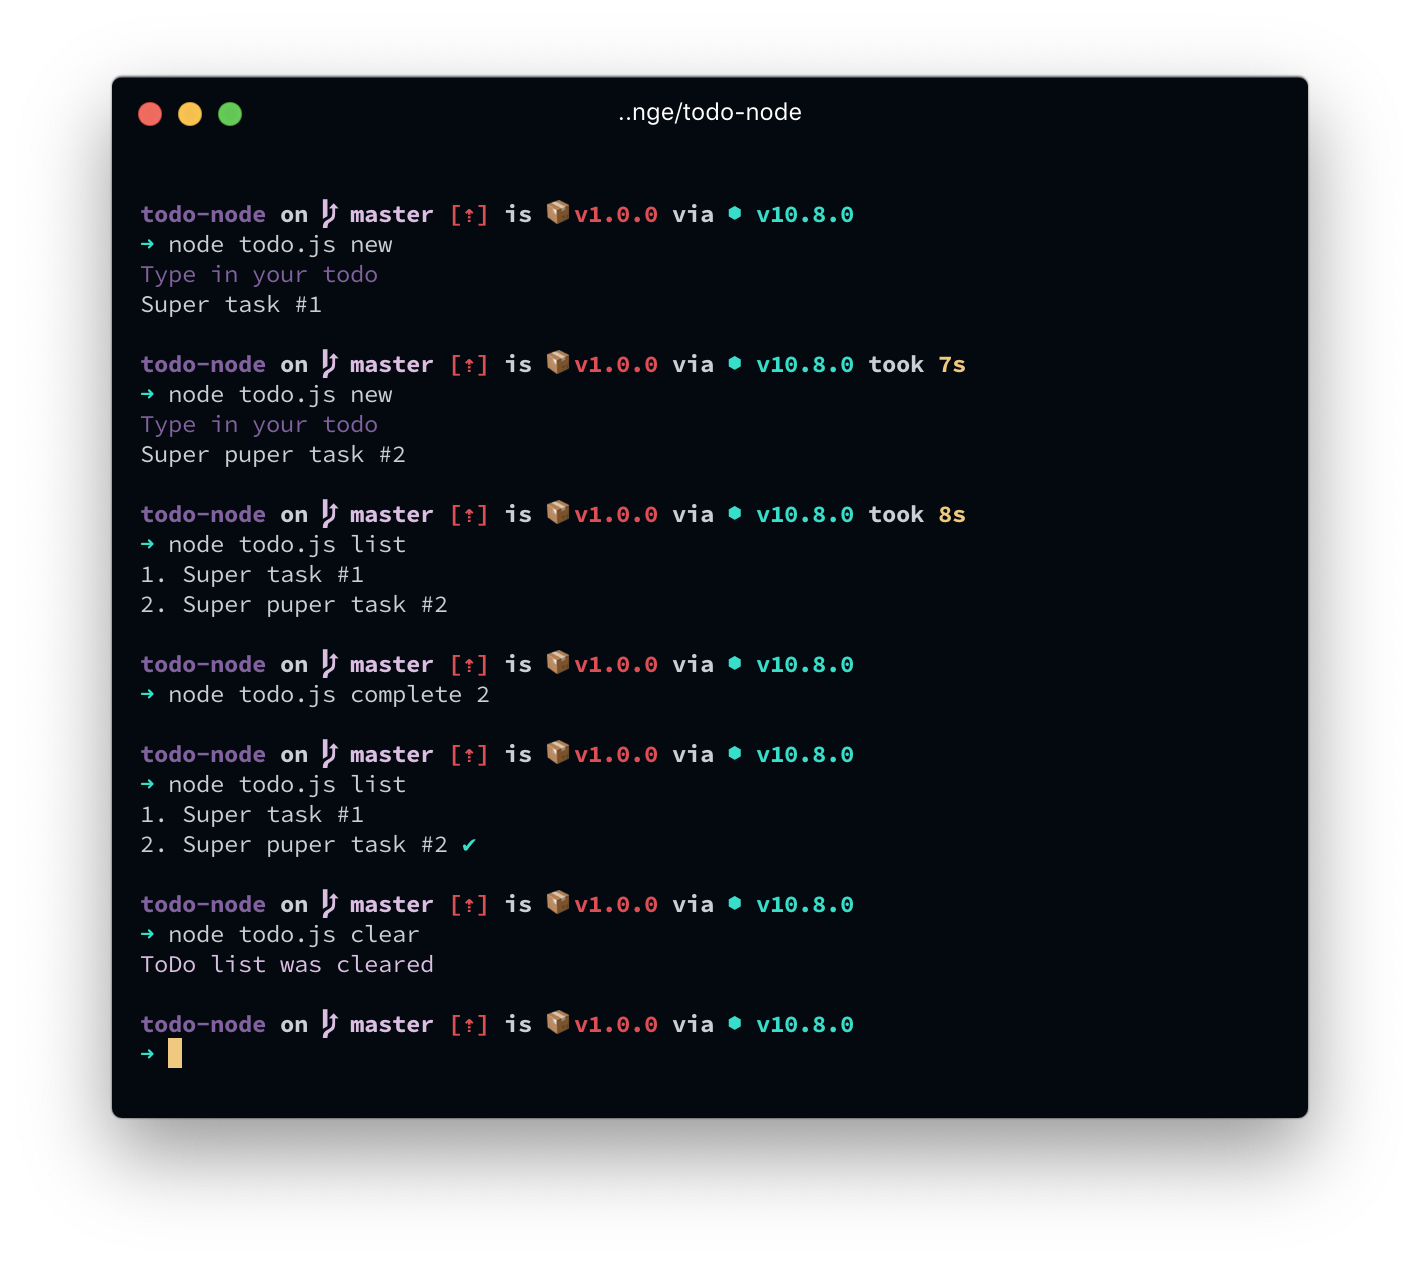 ..nge/todo-node
todo-node on master [⇡] is 📦v1.0.0 via ⬢ v10.8.0
➜ node todo.js new
Type in your todo
Super task #1
todo-node on master [⇡] is 📦v1.0.0 via ⬢ v10.8.0 took 7s
➜ node todo.js new
Type in your todo
Super puper task #2
todo-node on master [⇡] is 📦v1.0.0 via ⬢ v10.8.0 took 8s
➜ node todo.js list
1. Super task #1
2. Super puper task #2
todo-node on master [⇡] is 📦v1.0.0 via ⬢ v10.8.0
➜ node todo.js complete 2
todo-node on master [⇡] is 📦v1.0.0 via ⬢ v10.8.0
➜ node todo.js list
1. Super task #1
2. Super puper task #2 ✔
todo-node on master [⇡] is 📦v1.0.0 via ⬢ v10.8.0
➜ node todo.js clear
ToDo list was cleared
todo-node on master [⇡] is 📦v1.0.0 via ⬢ v10.8.0
➜